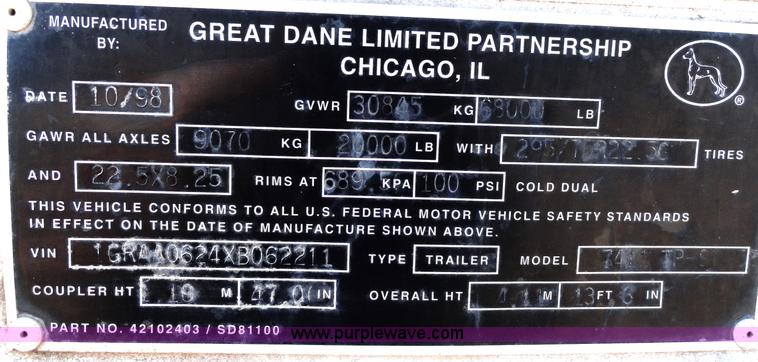 MANUFACTURED BY: GREAT DANE LIMITED PARTNERSHIP
CHICAGO, IL
®
DATE 10/98 GVWR 30845 KG 68000 LB
GAWR ALL AXLES 9070 KG 20000 LB WITH TIRES
AND 22.5X8.25 RIMS AT KPA 100 PSI COLD DUAL
THIS VEHICLE CONFORMS TO ALL U.S. FEDERAL MOTOR VEHICLE SAFETY STANDARDS
IN EFFECT ON THE DATE OF MANUFACTURE SHOWN ABOVE.
VIN 1GRAA0624XB062211 TYPE TRAILER MODEL
COUPLER HT M IN OVERALL HT M 13 FT 6 IN
PART NO. 42102403 / SD81100
www.purplewave.com